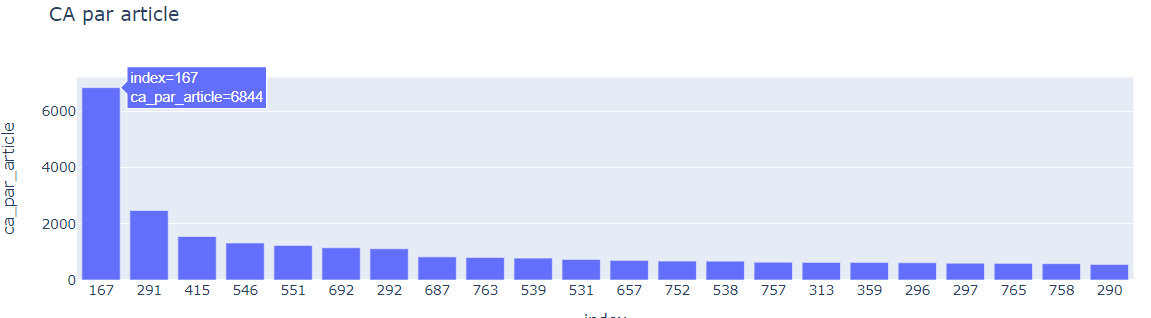 CA par article
index=167
ca_par_article=6844
ca_par_article
6000
4000
2000
0
167 291 415 546 551 692 292 687 763 539 531 657 752 538 757 313 359 296 297 765 758 290
index